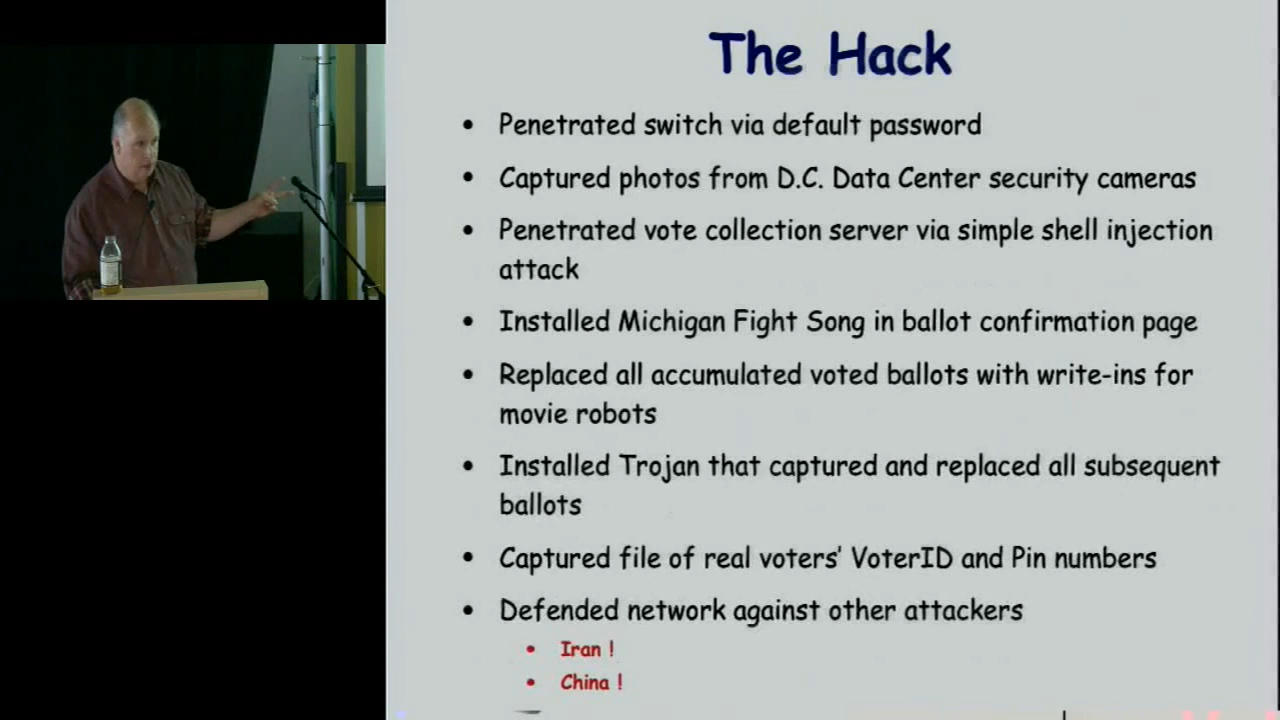 The Hack
• Penetrated switch via default password
• Captured photos from D.C. Data Center security cameras
• Penetrated vote collection server via simple shell injection
attack
• Installed Michigan Fight Song in ballot confirmation page
• Replaced all accumulated voted ballots with write-ins for
movie robots
• Installed Trojan that captured and replaced all subsequent
ballots
• Captured file of real voters' VoterID and Pin numbers
• Defended network against other attackers
• Iran !
• China !